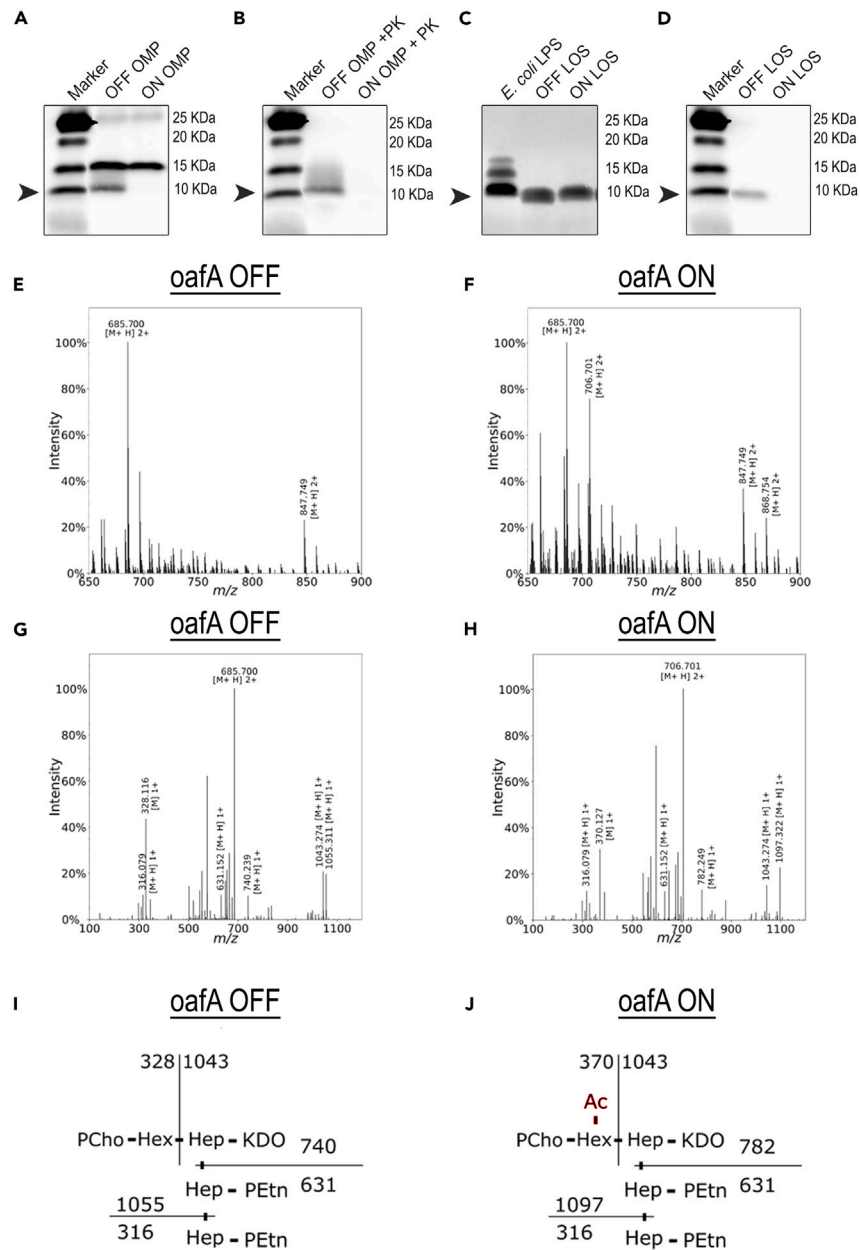 A
B
C
D
Marker
OFF OMP
ON OMP
Marker
OFF OMP +PK
ON OMP + PK
E. coli LPS
OFF LOS
ON LOS
Marker
OFF LOS
ON LOS
25 KDa
20 KDa
15 KDa
10 KDa
25 KDa
20 KDa
15 KDa
10 KDa
25 KDa
20 KDa
15 KDa
10 KDa
25 KDa
20 KDa
15 KDa
10 KDa
E
oafA OFF
685.700
[M+ H] 2+
847.749
[M+ H] 2+
100%
80%
60%
40%
20%
0%
Intensity
650 700 750 800 850 900
m/z
F
oafA ON
685.700
[M+ H] 2+
706.701
[M+ H] 2+
847.749
[M+ H] 2+
868.754
[M+ H] 2+
100%
80%
60%
40%
20%
0%
Intensity
650 700 750 800 850 900
m/z
G
oafA OFF
685.700
[M+ H] 2+
328.116
[M] 1+
316.079
[M+ H] 1+
631.152 [M+ H] 1+
740.239
[M+ H] 1+
1043.274 [M+ H] 1+
1055.311 [M+ H] 1+
100%
80%
60%
40%
20%
0%
Intensity
100 300 500 700 900 1100
m/z
H
oafA ON
706.701
[M+ H] 2+
316.079 [M+ H] 1+
370.127
[M] 1+
631.152 [M+ H] 1+
782.249
[M+ H] 1+
1043.274 [M+ H] 1+
1097.322 [M+ H] 1+
100%
80%
60%
40%
20%
0%
Intensity
100 300 500 700 900 1100
m/z
I
oafA OFF
328 1043
PCho Hex Hep KDO
740
Hep PEtn 631
1055
316
Hep PEtn
J
oafA ON
370 1043
Ac
PCho Hex Hep KDO
782
Hep PEtn 631
1097
316
Hep PEtn